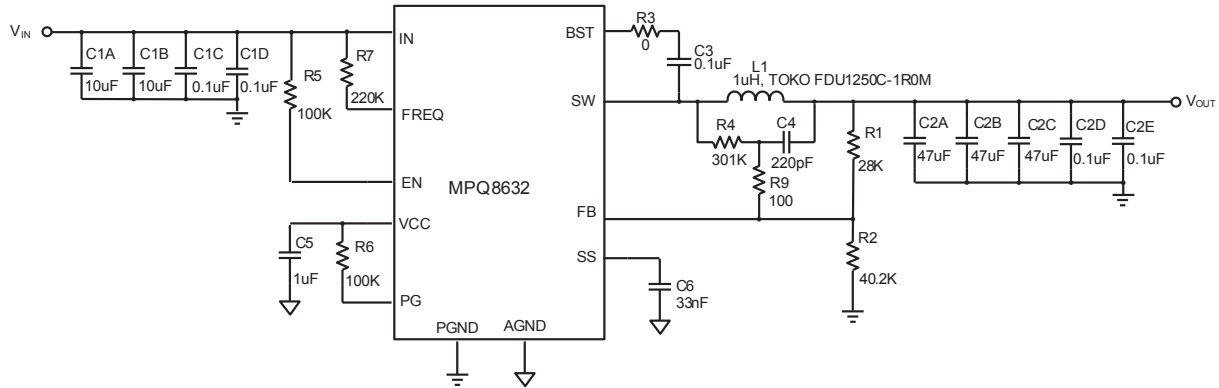 V_IN
C1A
10uF
C1B
10uF
C1C
0.1uF
C1D
0.1uF
R5
100K
R7
220K
IN
FREQ
EN
MPQ8632
VCC
PG
PGND
AGND
C5
1uF
R6
100K
BST
SW
FB
SS
R3
0
C3
0.1uF
L1
1uH, TOKO FDU1250C-1R0M
R4
301K
C4
220pF
R9
100
R1
28K
R2
40.2K
C6
33nF
C2A
47uF
C2B
47uF
C2C
47uF
C2D
0.1uF
C2E
0.1uF
V_OUT